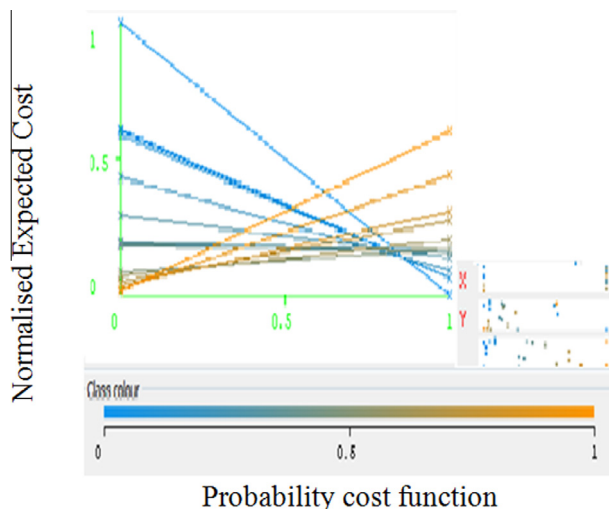 Normalised Expected Cost
1
0.5
0
0 0.5 1
X
Y
Class colour
0 0.5 1
Probability cost function